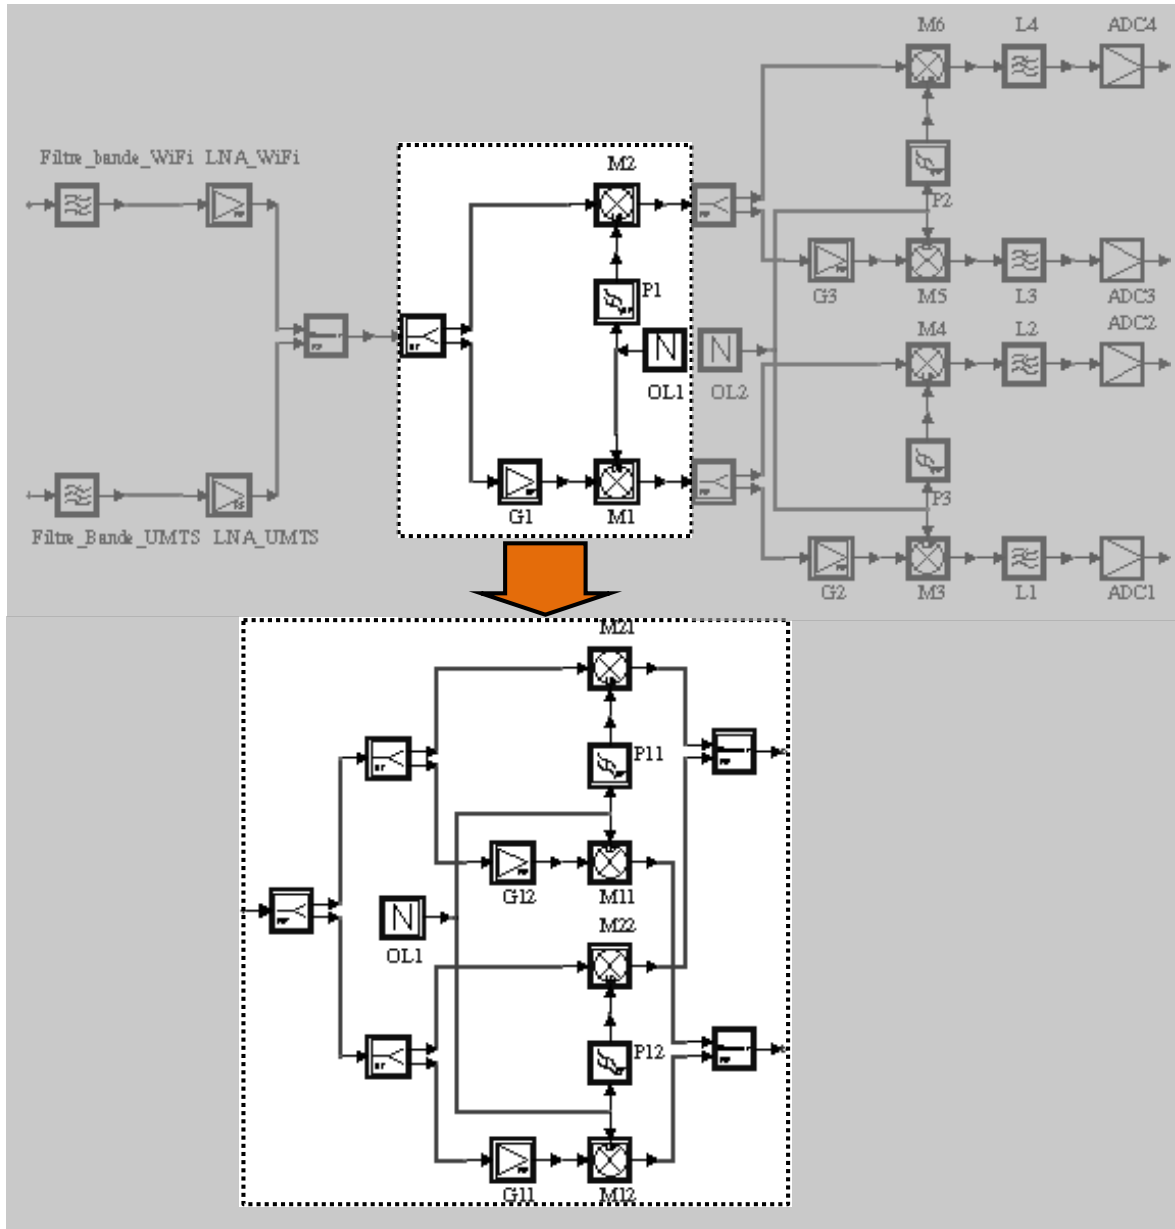 M6 L4 ADC4
Filtre_bande_WiFi LNA_WiFi
M2
P2
P1
G3 M5 L3 ADC3
M4 L2 ADC2
N N
OL1 OL2
P3
G1 M1
Filtre_Bande_UMTS LNA_UMTS
G2 M3 L1 ADC1
M21
P11
G12 M11
N
M22
OL1
P12
G11 M12